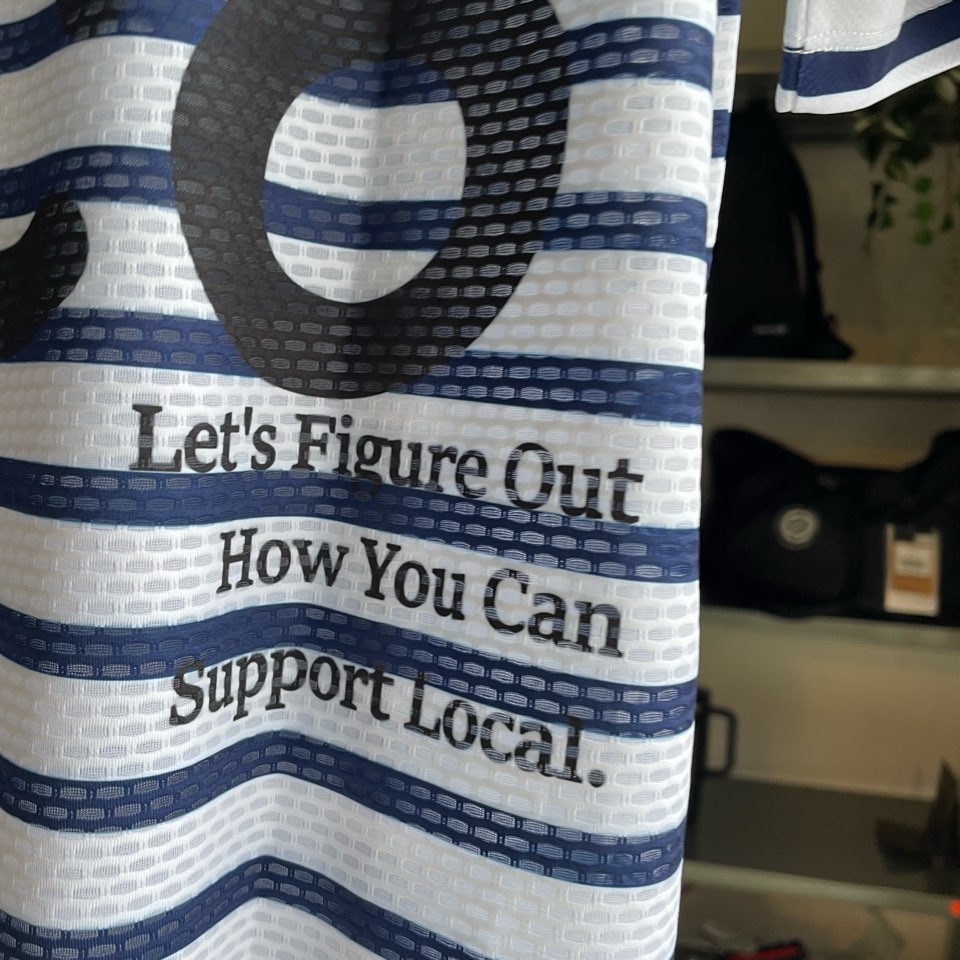 Let's Figure Out
How You Can
Support Local.